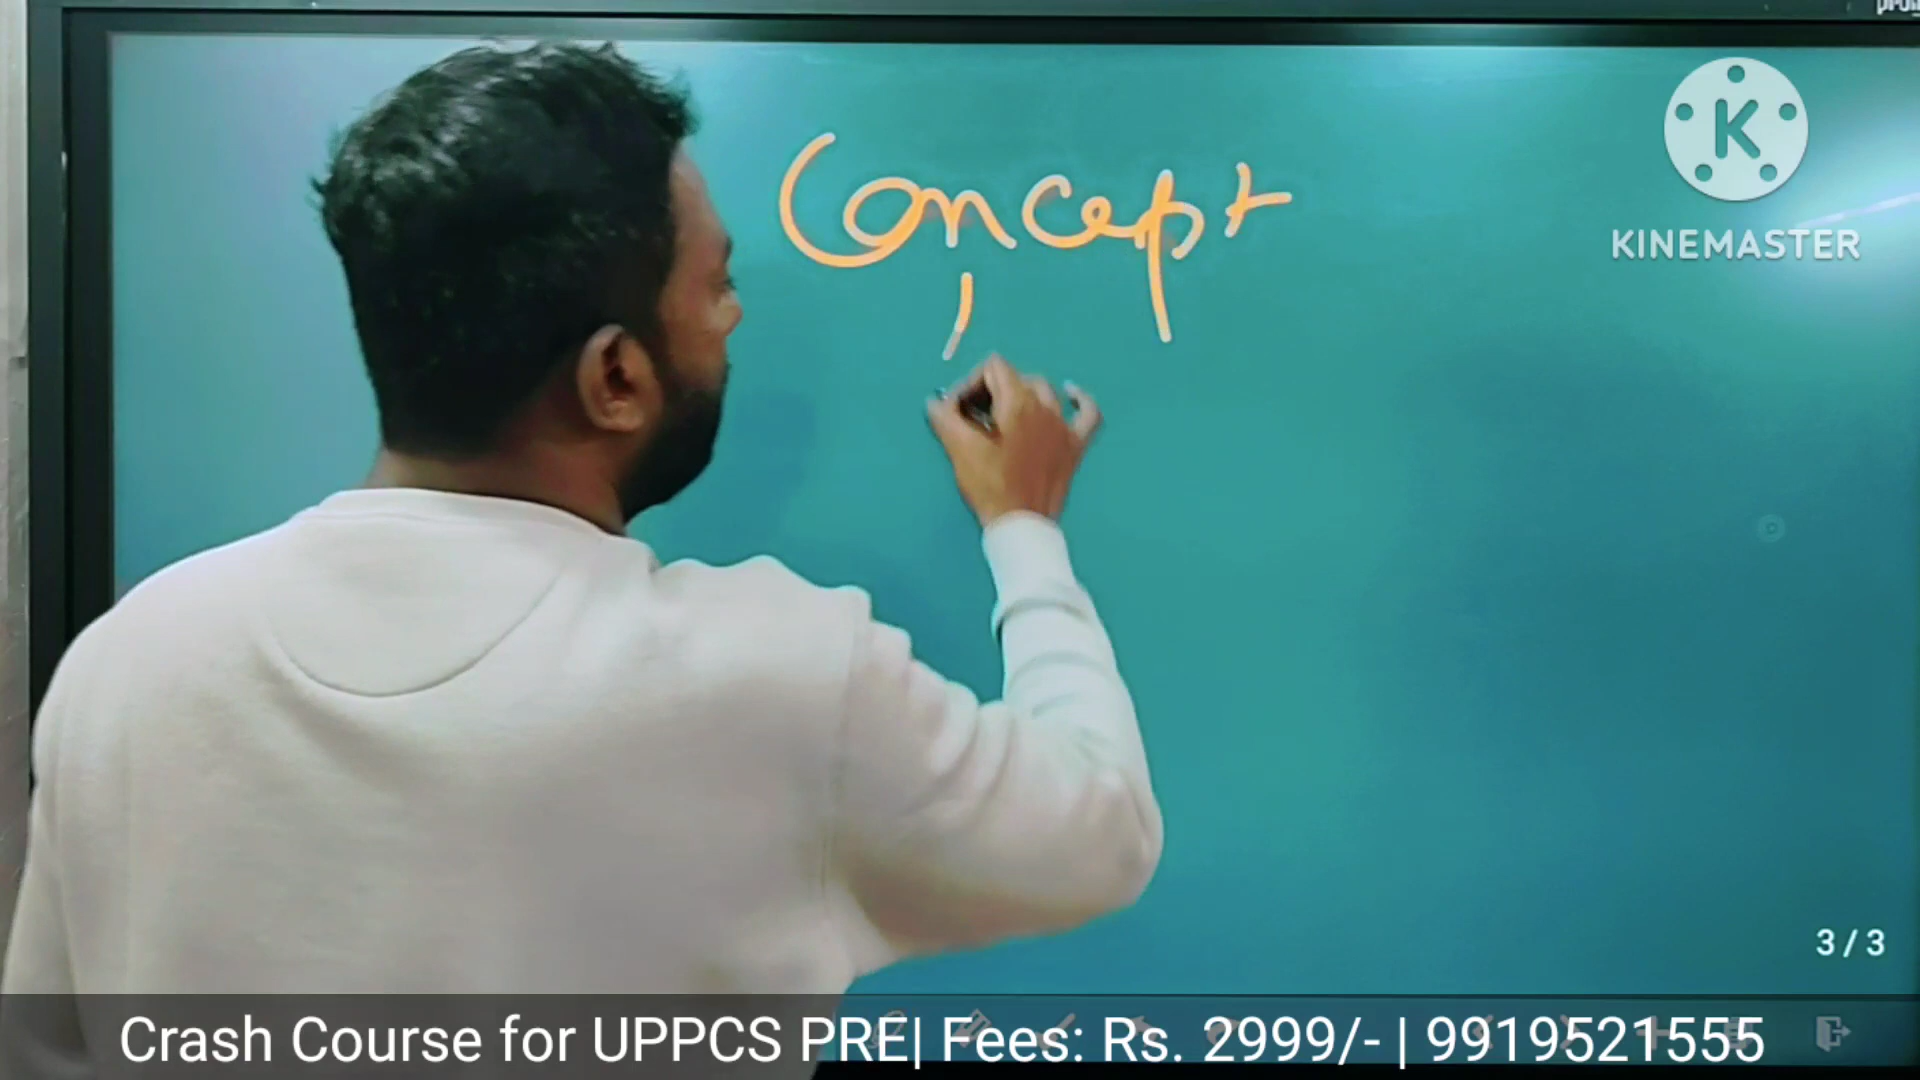 Concept
K
KINEMASTER
3 / 3
Crash Course for UPPCS PRE| Fees: Rs. 2999/- | 9919521555